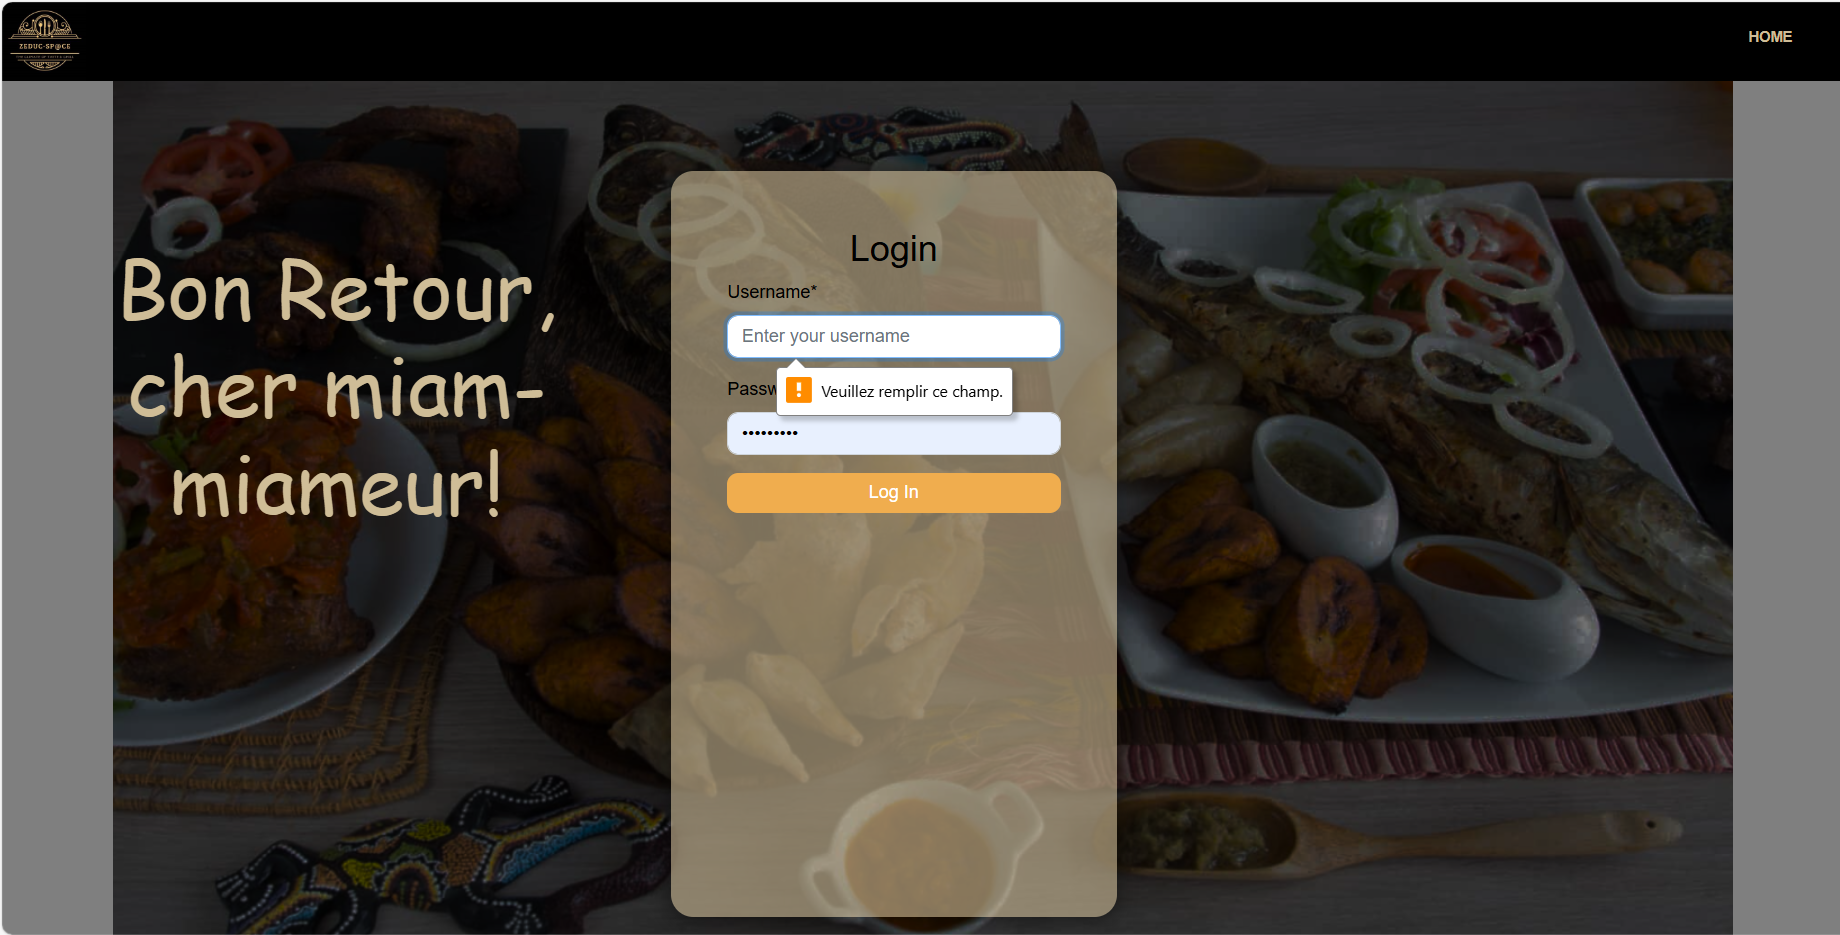 ZEDUC-SP@CE
HOME
Bon Retour,
cher miam-
miameur!
Login
Username*
Enter your username
Passw
Veuillez remplir ce champ.
•••••••••
Log In